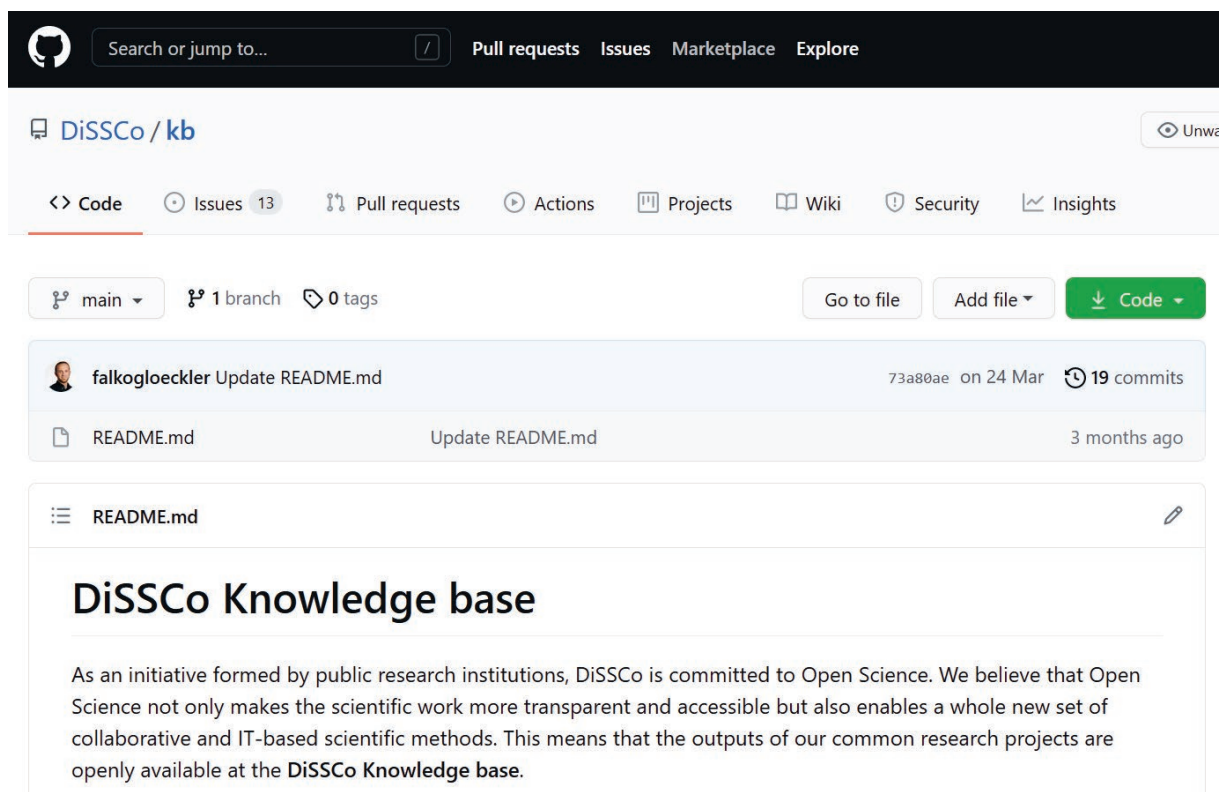 Search or jump to... / Pull requests Issues Marketplace Explore
DiSSCo / kb Unwa
Code Issues 13 Pull requests Actions Projects Wiki Security Insights
main 1 branch 0 tags Go to file Add file Code
falkogloeckler Update README.md 73a80ae on 24 Mar 19 commits
README.md Update README.md 3 months ago
README.md
DiSSCo Knowledge base
As an initiative formed by public research institutions, DiSSCo is committed to Open Science. We believe that Open
Science not only makes the scientific work more transparent and accessible but also enables a whole new set of
collaborative and IT-based scientific methods. This means that the outputs of our common research projects are
openly available at the DiSSCo Knowledge base.